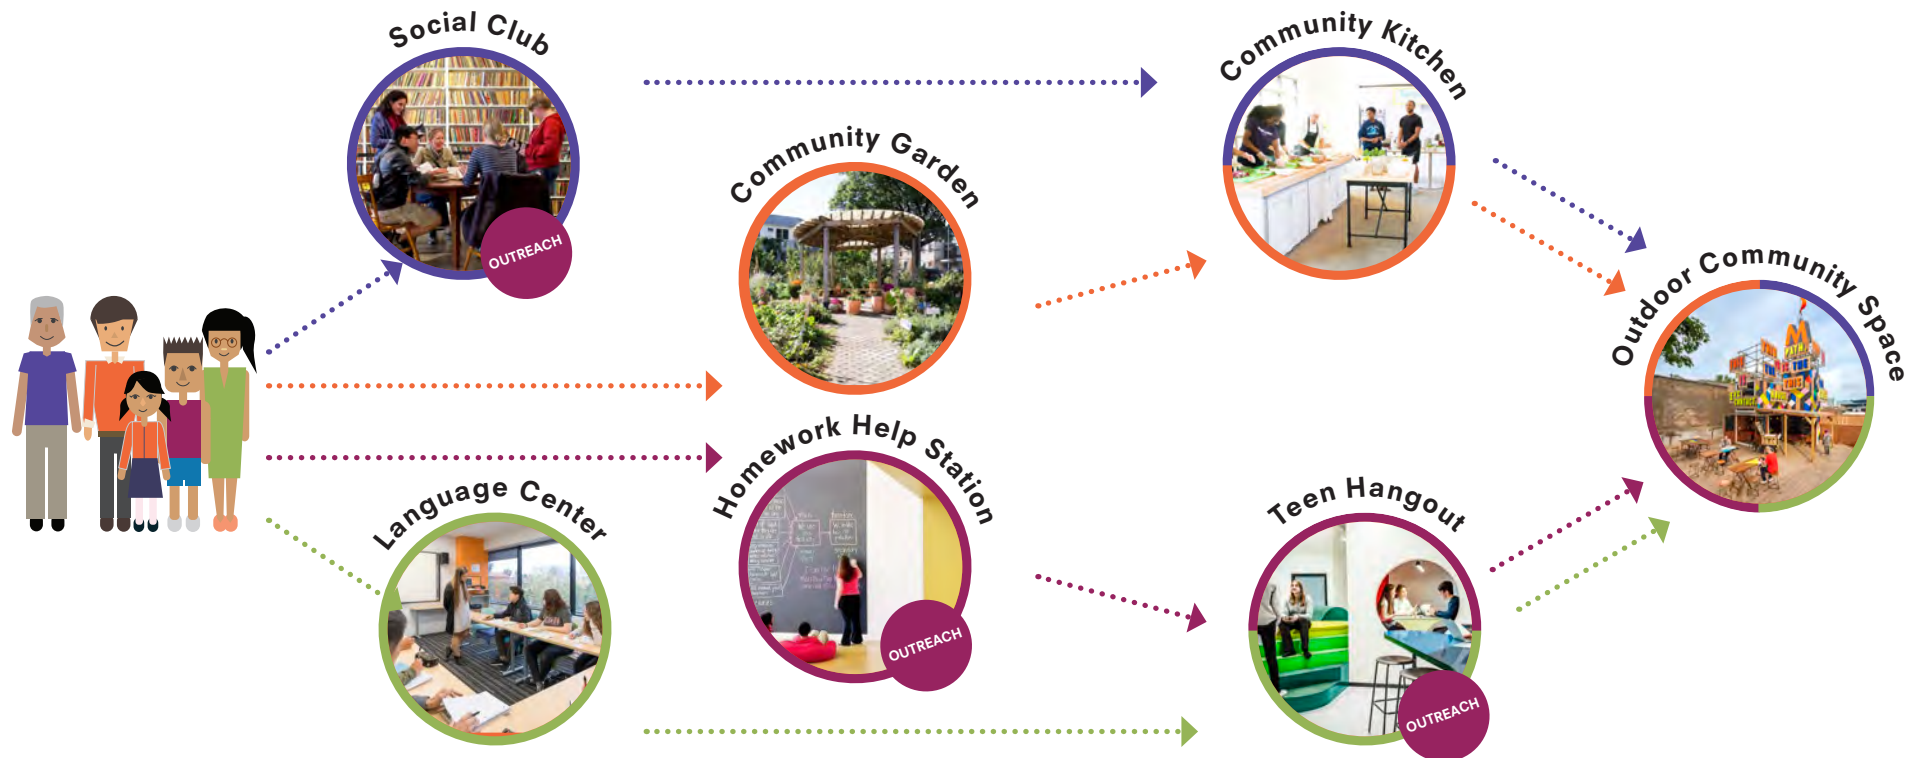 Social Club
OUTREACH
Community Garden
Community Kitchen
Outdoor Community Space
Language Center
Homework Help Station
OUTREACH
Teen Hangout
OUTREACH